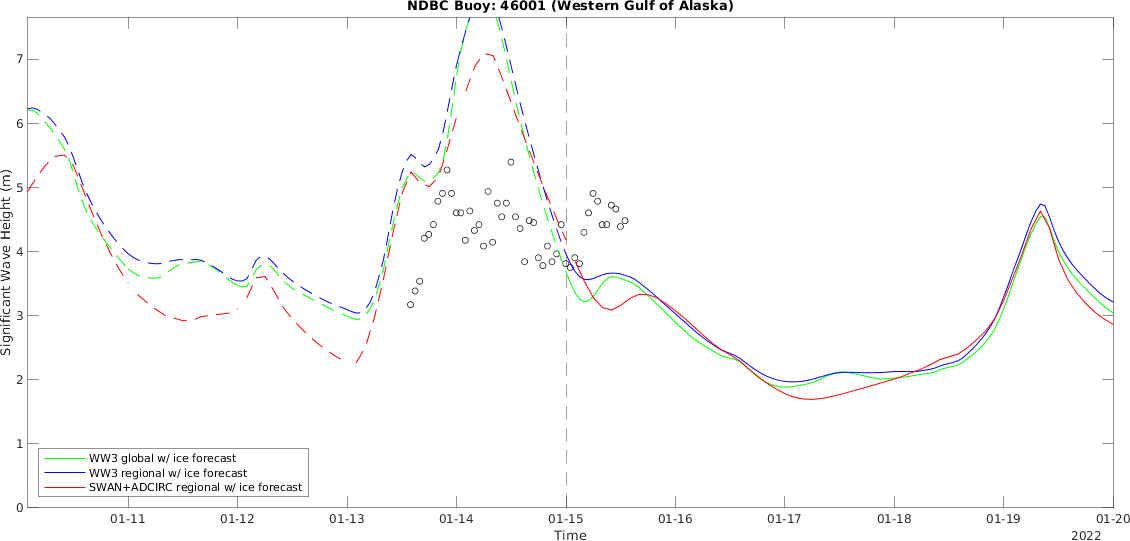 NDBC Buoy: 46001 (Western Gulf of Alaska)
Significant Wave Height (m)
7
6
5
4
3
2
1
0
WW3 global w/ ice forecast
WW3 regional w/ ice forecast
SWAN+ADCIRC regional w/ ice forecast
01-11 01-12 01-13 01-14 01-15 01-16 01-17 01-18 01-19 01-20
Time
2022